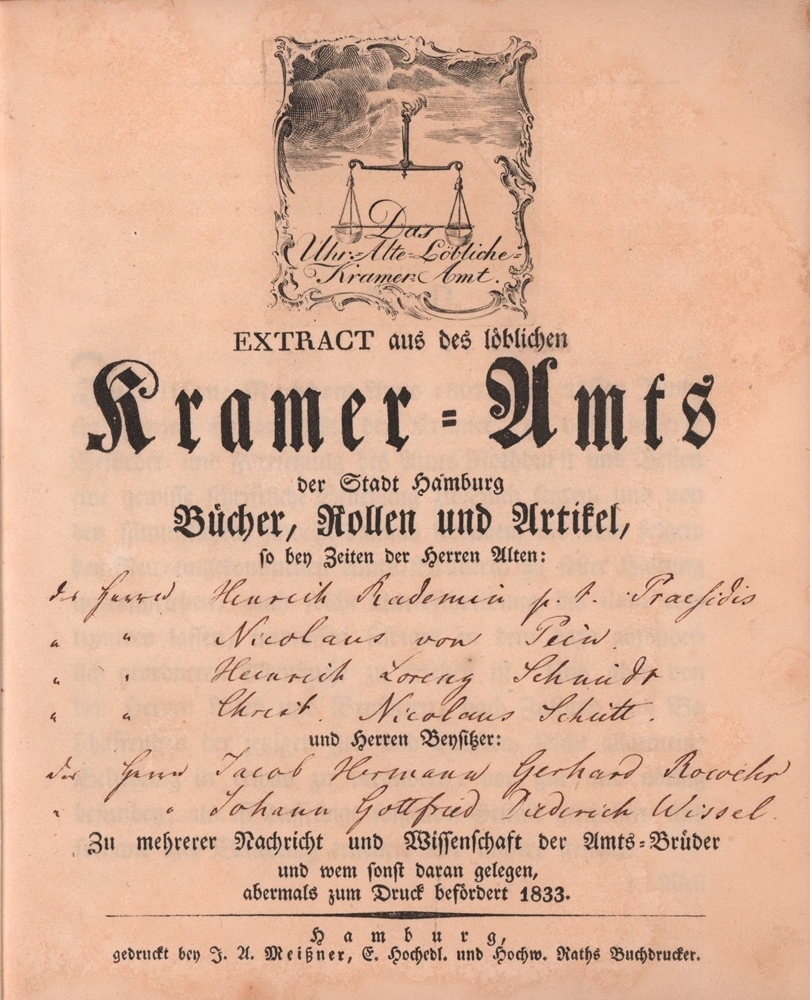 Das
Uhr-Alte-Löbliche-
Kramer-Amt.
EXTRACT aus des löblichen
Kramer-Amts
der Stadt Hamburg
Bücher, Rollen und Artikel,
so bey Zeiten der Herren Alten:
des Herrn Hinrich Rademin p. t. Praesidis
" " Nicolaus von Pein
" " Heinrich Lorenz Schmidt
" " Christ. Nicolaus Schütt.
und Herren Beysitzer:
des Herrn Jacob Hermann Gerhard
" " Johann Gottfried Diederich Wissel.
Zu mehrerer Nachricht und Wissenschaft der Amts-Brüder
und wem sonst daran gelegen,
abermals zum Druck befördert 1833.
Hamburg,
gedruckt bey J. A. Meißner, E. Hochedl. und Hochw. Raths Buchdrucker.